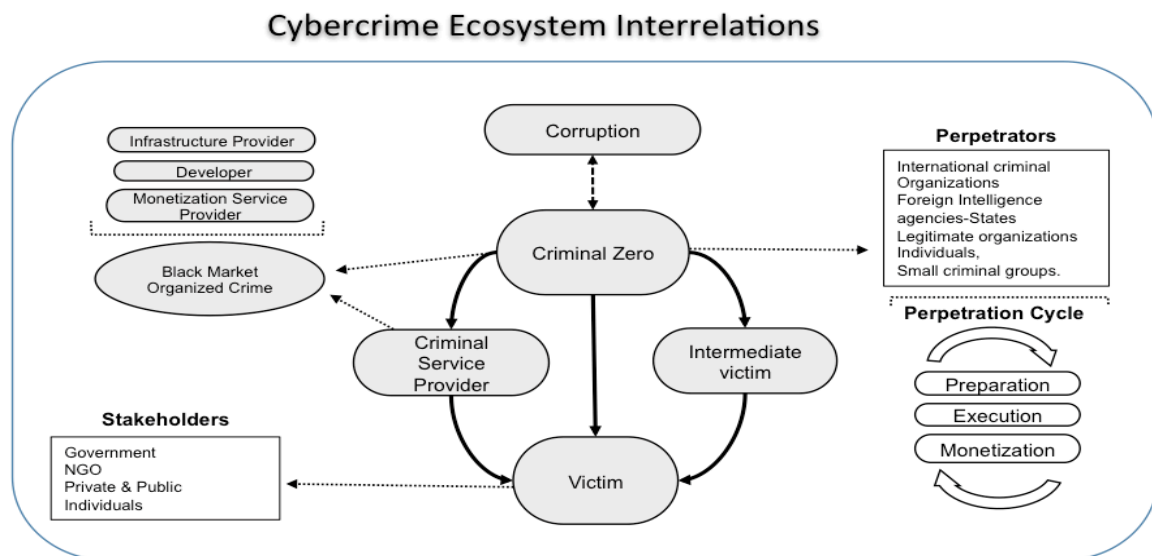 Cybercrime Ecosystem Interrelations
Infrastructure Provider
Developer
Monetization Service
Provider
Black Market
Organized Crime
Corruption
Criminal Zero
Criminal
Service
Provider
Intermediate
victim
Victim
Stakeholders
Government
NGO
Private & Public
Individuals
Perpetrators
International criminal
Organizations
Foreign Intelligence
agencies-States
Legitimate organizations
Individuals,
Small criminal groups.
Perpetration Cycle
Preparation
Execution
Monetization